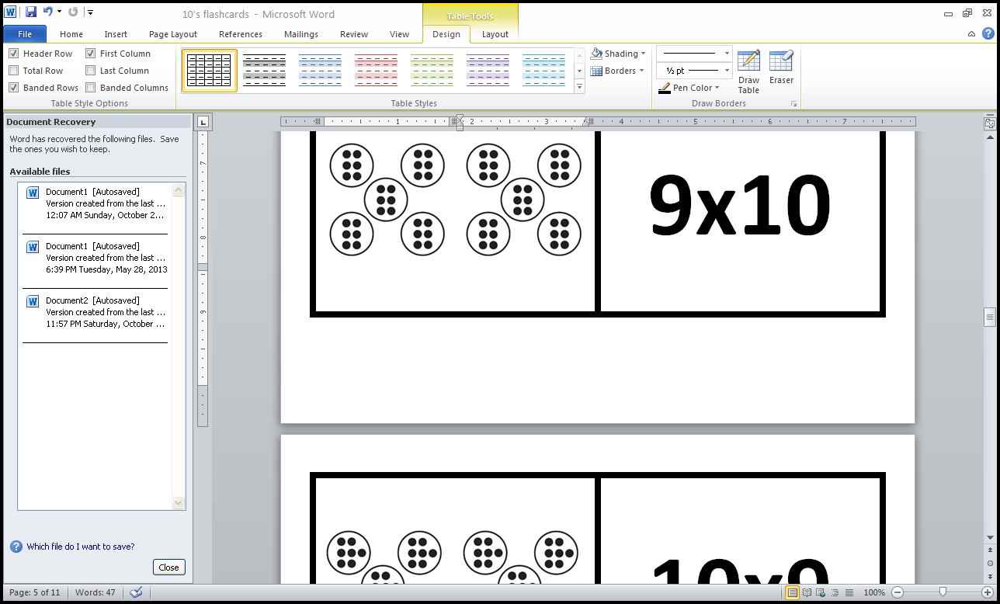 10's flashcards - Microsoft Word
Table Tools
File Home Insert Page Layout References Mailings Review View Design Layout
Header Row First Column
Total Row Last Column
Banded Rows Banded Columns
Table Style Options
Table Styles
Shading
Borders
½ pt
Pen Color
Draw Table
Eraser
Draw Borders
Document Recovery
Word has recovered the following files. Save
the ones you wish to keep.
Available files
Document1 [Autosaved]
Version created from the last ...
12:07 AM Sunday, October 2...
Document1 [Autosaved]
Version created from the last ...
6:39 PM Tuesday, May 28, 2013
Document2 [Autosaved]
Version created from the last ...
11:57 PM Saturday, October ...
Which file do I want to save?
Close
1 2 3 4 5 6 7
7
8
9
9x10
10x9
Page: 5 of 11 Words: 47 100%